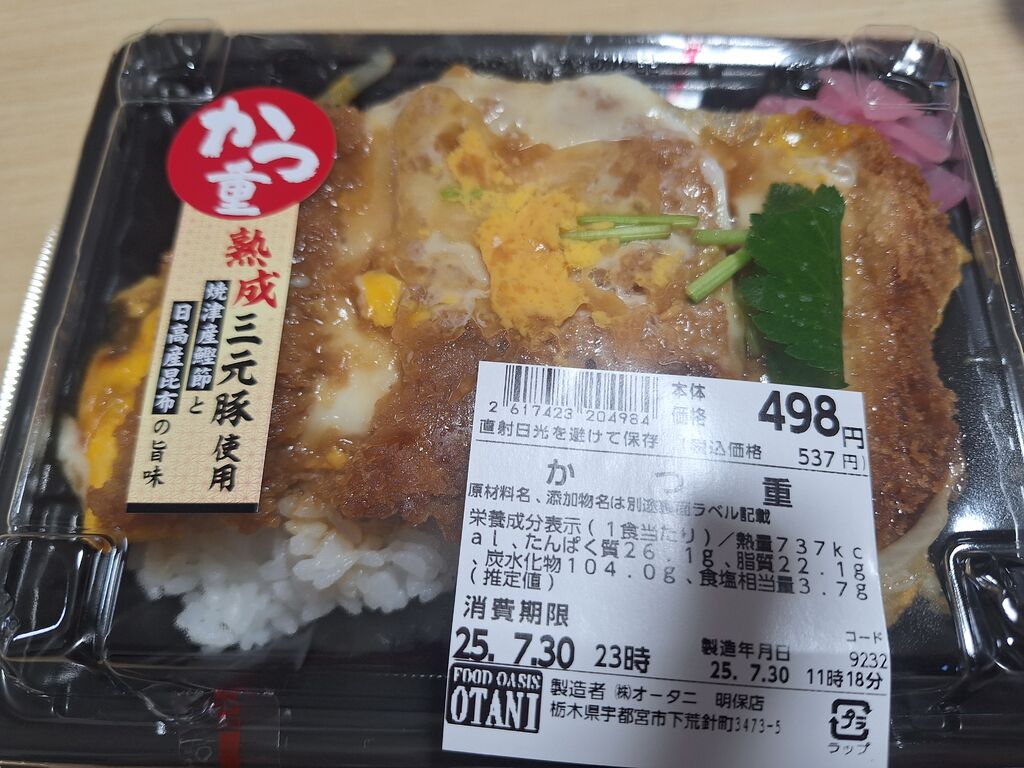 かつ重
熟成三元豚使用
焼津産鰹節と
日高産昆布の旨味
2 617423 204984
本体
価格
498円
直射日光を避けて保存
込価格
537円)
かつ重
原材料名、添加物名は別途裏面ラベル記載
栄養成分表示(1食当たり)/熱量737kc
al、たんぱく質26.1g、脂質22.1g
、炭水化物104.0g、食塩相当量3.7g
(推定値)
消費期限
25. 7.30 23時
製造年月日
25. 7.30 11時18分
コード
9232
FOOD OASIS
OTANI
製造者 ㈱オータニ 明保店
栃木県宇都宮市下荒針町3473-5
プラ
ラップ